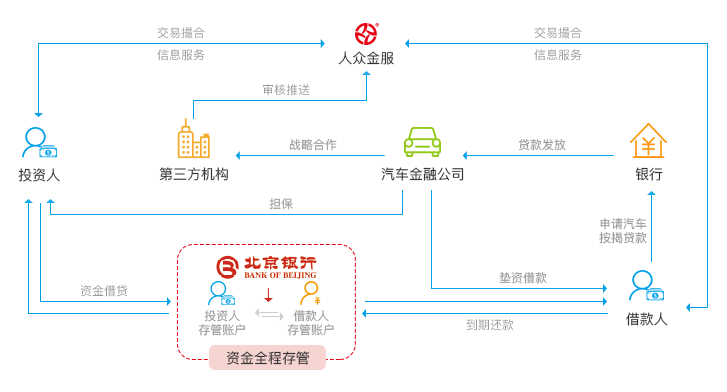 交易撮合
交易撮合
信息服务
人众金服
信息服务
审核推送
战略合作
贷款发放
投资人
第三方机构
汽车金融公司
银行
担保
申请汽车
按揭贷款
北京银行
BANK OF BEIJING
垫资借款
资金借贷
投资人
存管账户
借款人
存管账户
到期还款
借款人
资金全程存管